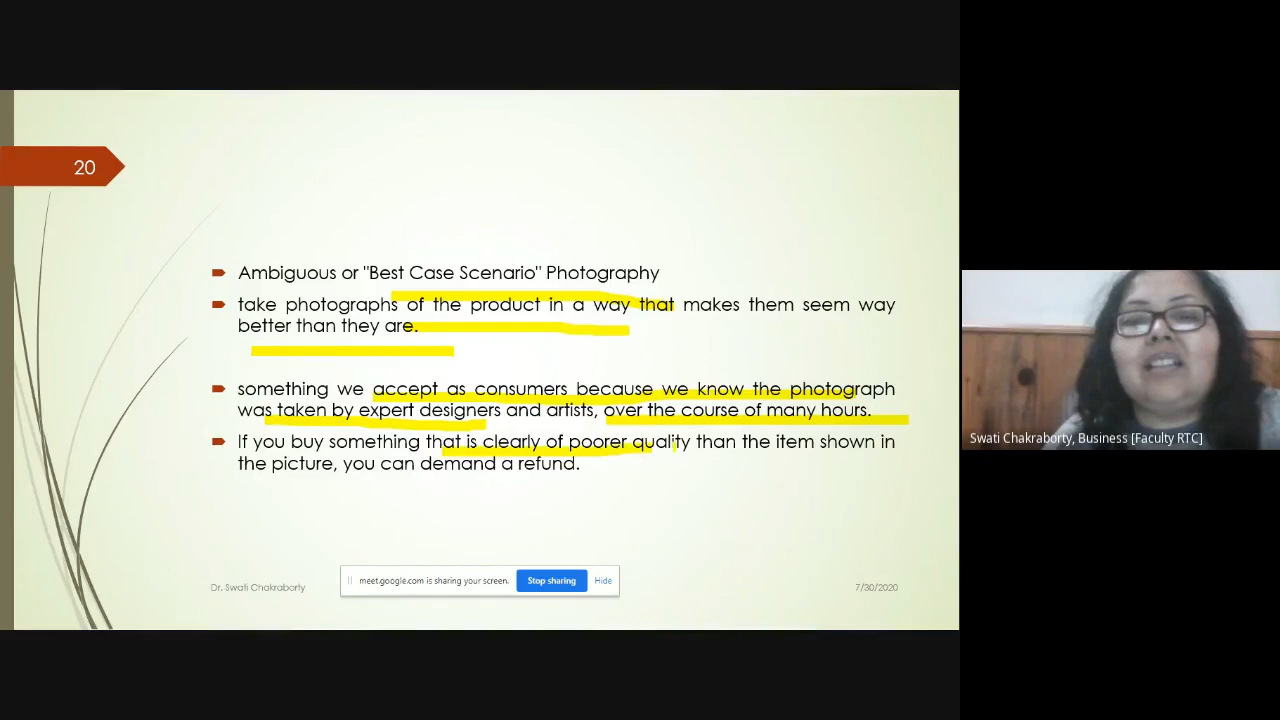 20
Ambiguous or "Best Case Scenario" Photography
take photographs of the product in a way that makes them seem way
better than they are.
something we accept as consumers because we know the photograph
was taken by expert designers and artists, over the course of many hours.
If you buy something that is clearly of poorer quality than the item shown in
the picture, you can demand a refund.
Dr. Swati Chakraborty
meet.google.com is sharing your screen.
Stop sharing
Hide
7/30/2020
Swati Chakraborty, Business [Faculty RTC]